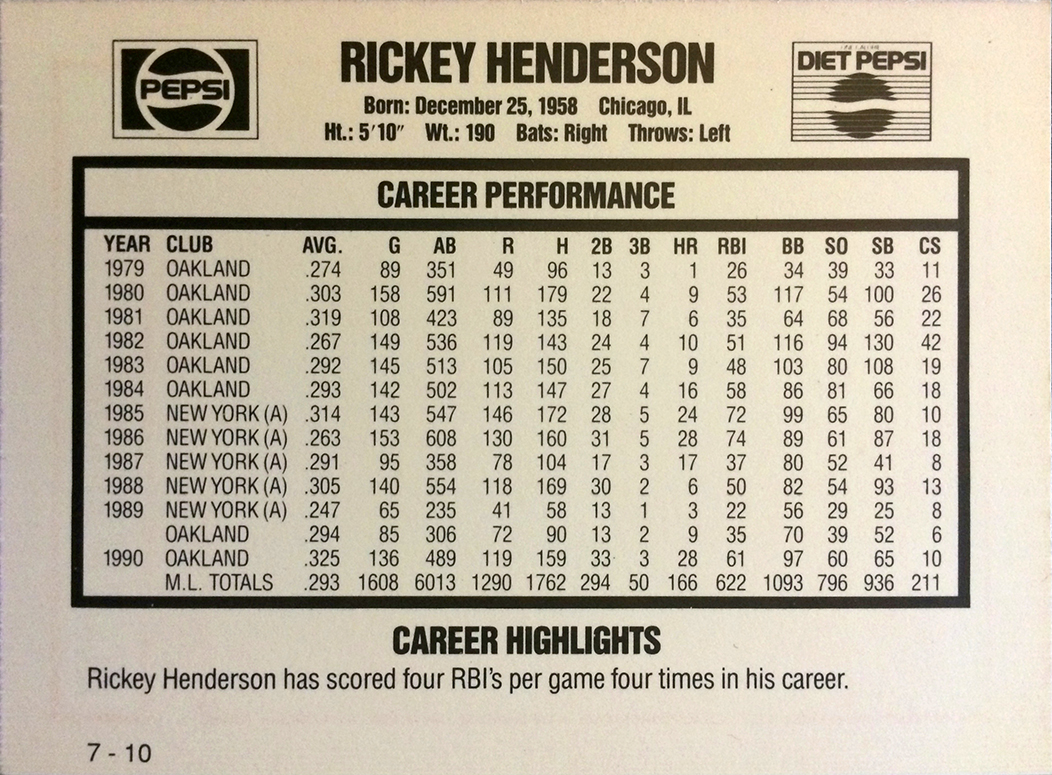 PEPSI
RICKEY HENDERSON
DIET PEPSI
Born: December 25, 1958 Chicago, IL
Ht.: 5'10" Wt.: 190 Bats: Right Throws: Left
CAREER PERFORMANCE
YEAR CLUB AVG. G AB R H 2B 3B HR RBI BB SO SB CS
1979 OAKLAND .274 89 351 49 96 13 3 1 26 34 39 33 11
1980 OAKLAND .303 158 591 111 179 22 4 9 53 117 54 100 26
1981 OAKLAND .319 108 423 89 135 18 7 6 35 64 68 56 22
1982 OAKLAND .267 149 536 119 143 24 4 10 51 116 94 130 42
1983 OAKLAND .292 145 513 105 150 25 7 9 48 103 80 108 19
1984 OAKLAND .293 142 502 113 147 27 4 16 58 86 81 66 18
1985 NEW YORK (A) .314 143 547 146 172 28 5 24 72 99 65 80 10
1986 NEW YORK (A) .263 153 608 130 160 31 5 28 74 89 61 87 18
1987 NEW YORK (A) .291 95 358 78 104 17 3 17 37 80 52 41 8
1988 NEW YORK (A) .305 140 554 118 169 30 2 6 50 82 54 93 13
1989 NEW YORK (A) .247 65 235 41 58 13 1 3 22 56 29 25 8
OAKLAND .294 85 306 72 90 13 2 9 35 70 39 52 6
1990 OAKLAND .325 136 489 119 159 33 3 28 61 97 60 65 10
M.L. TOTALS .293 1608 6013 1290 1762 294 50 166 622 1093 796 936 211
CAREER HIGHLIGHTS
Rickey Henderson has scored four RBI's per game four times in his career.
7 - 10